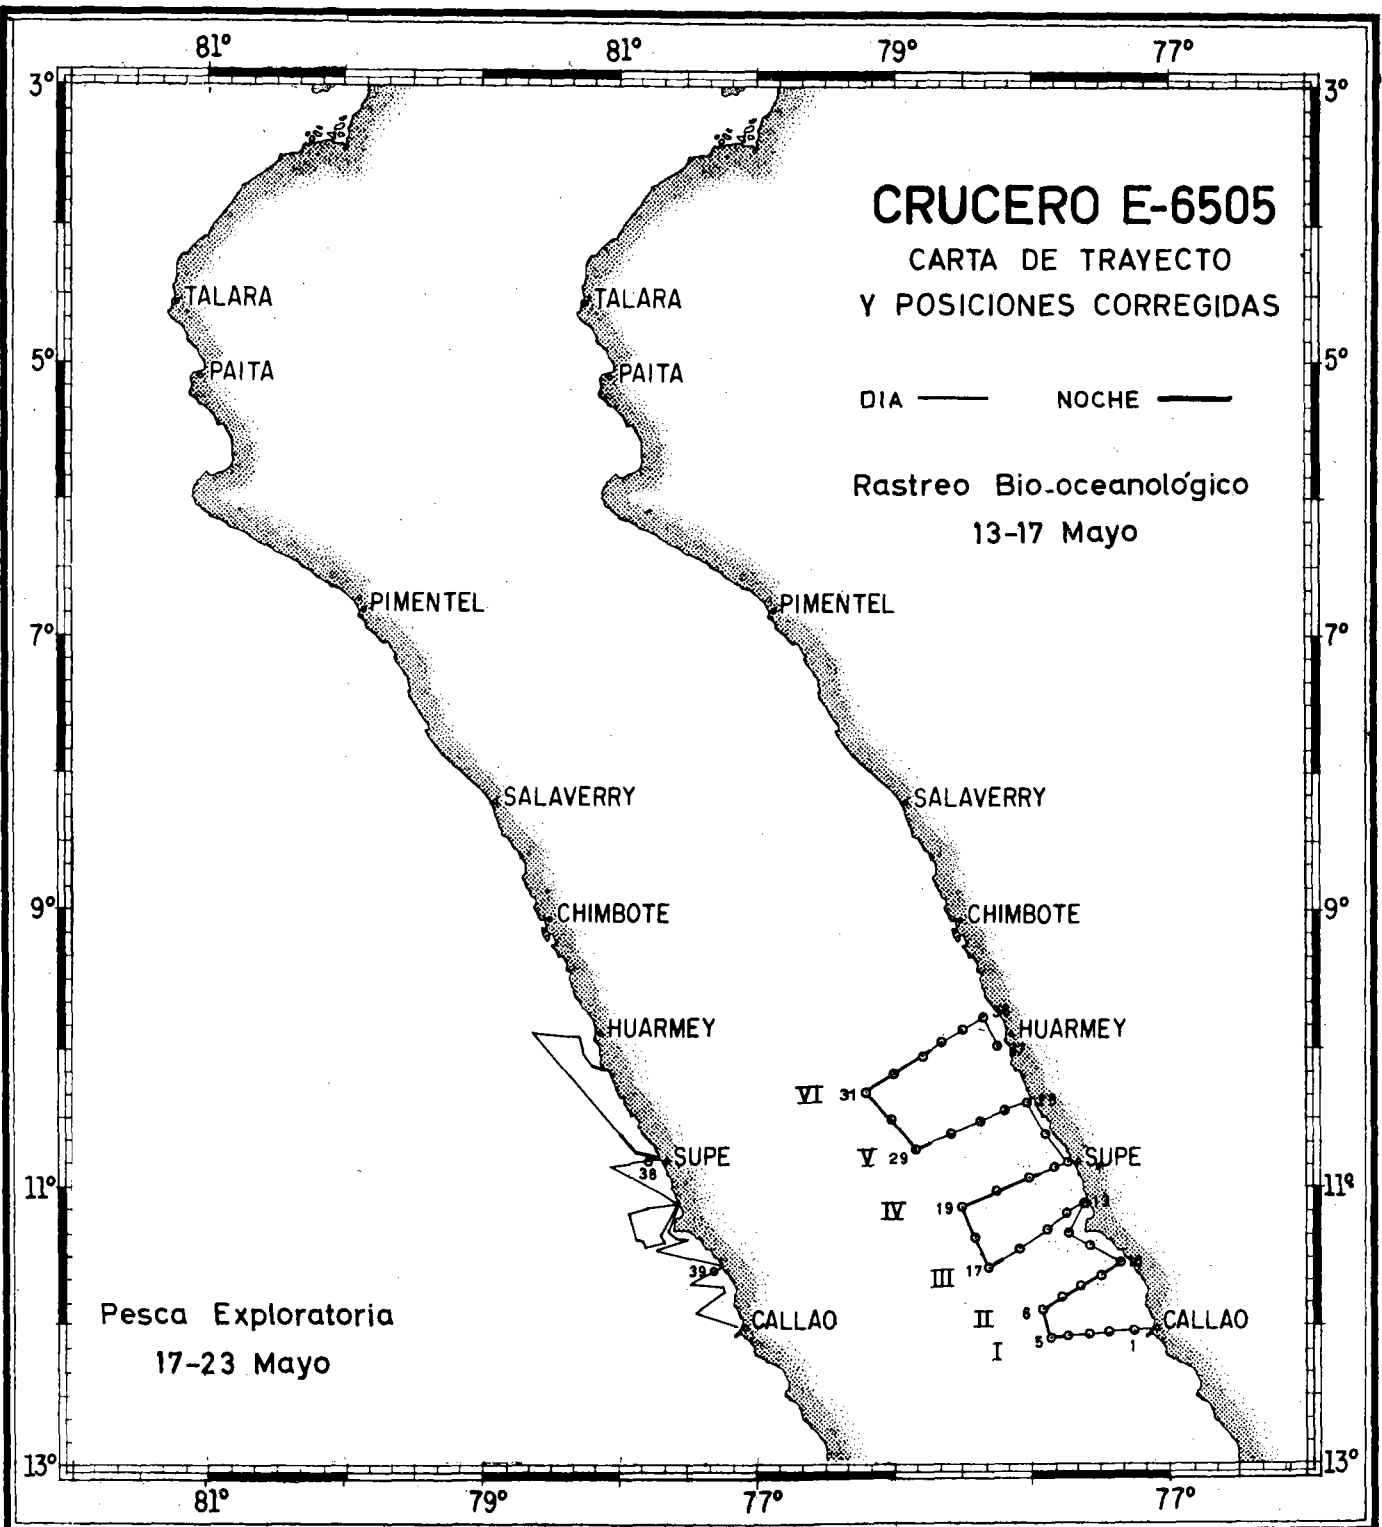 81° 81° 79° 77°
3° 3°
CRUCERO E-6505
CARTA DE TRAYECTO
Y POSICIONES CORREGIDAS
TALARA TALARA
5° 5°
PAITA PAITA
DIA NOCHE
Rastreo Bio-oceanológico
13-17 Mayo
PIMENTEL PIMENTEL
7° 7°
SALAVERRY SALAVERRY
9° 9°
CHIMBOTE CHIMBOTE
HUARMEY HUARMEY
VI 31
V 29
SUPE SUPE
38
11° 11°
IV 19 13
III 17
39
II 6
Pesca Exploratoria
CALLAO CALLAO
I 5 1
17-23 Mayo
13° 13°
81° 79° 77° 77°